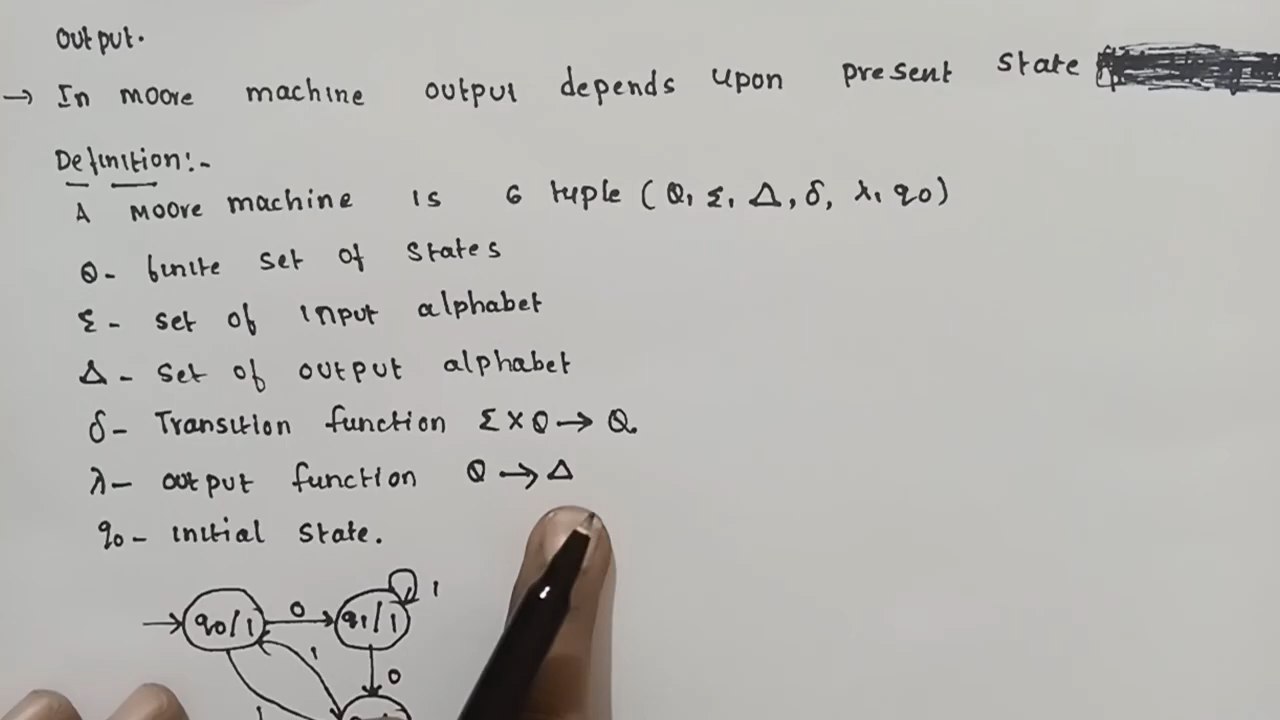 output.
→ In moore machine output depends upon present state
Definition:-
A moore machine is 6 tuple (Q, Σ, Δ, δ, λ, q0)
Q- finite set of states
Σ- set of input alphabet
Δ- set of output alphabet
δ- Transition function Σ×Q→Q
λ- output function Q→Δ
q0- initial state.
1
q0/1 0 q1/1
1 0
1